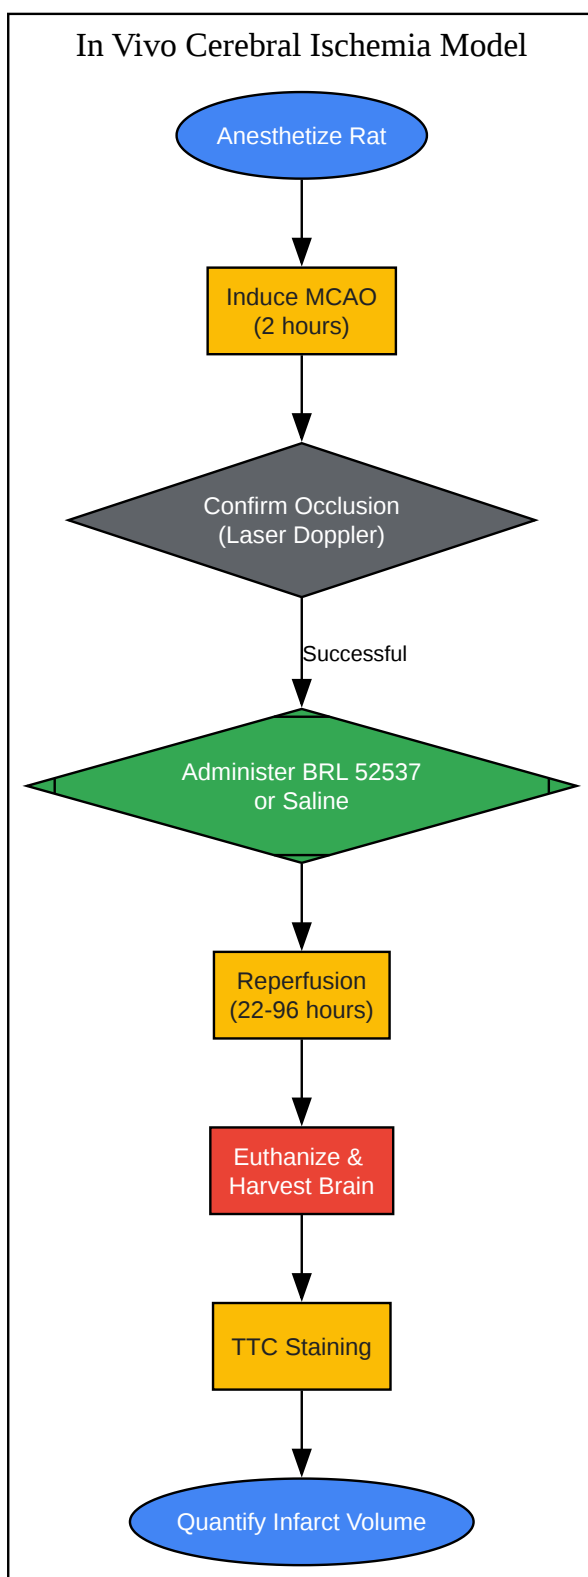 In Vivo Cerebral Ischemia Model
Anesthetize Rat
Induce MCAO
(2 hours)
Confirm Occlusion
(Laser Doppler)
Successful
Administer BRL 52537
or Saline
Reperfusion
(22-96 hours)
Euthanize &
Harvest Brain
TTC Staining
Quantify Infarct Volume